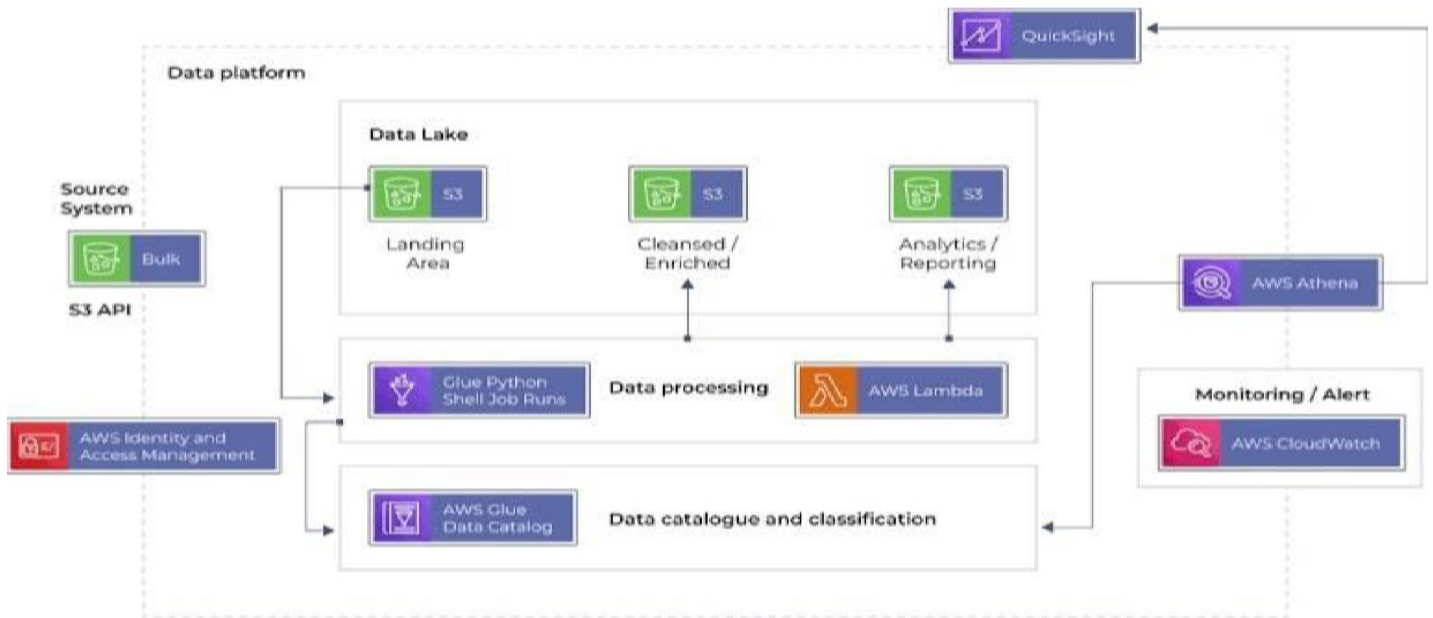 QuickSight
Data platform
Data Lake
Source
System
S3
S3
S3
Landing
Area
Cleansed /
Enriched
Analytics /
Reporting
Bulk
S3 API
AWS Athena
Glue Python
Shell Job Runs
Data processing
AWS Lambda
Monitoring / Alert
AWS Identity and
Access Management
AWS CloudWatch
AWS Glue
Data Catalog
Data catalogue and classification